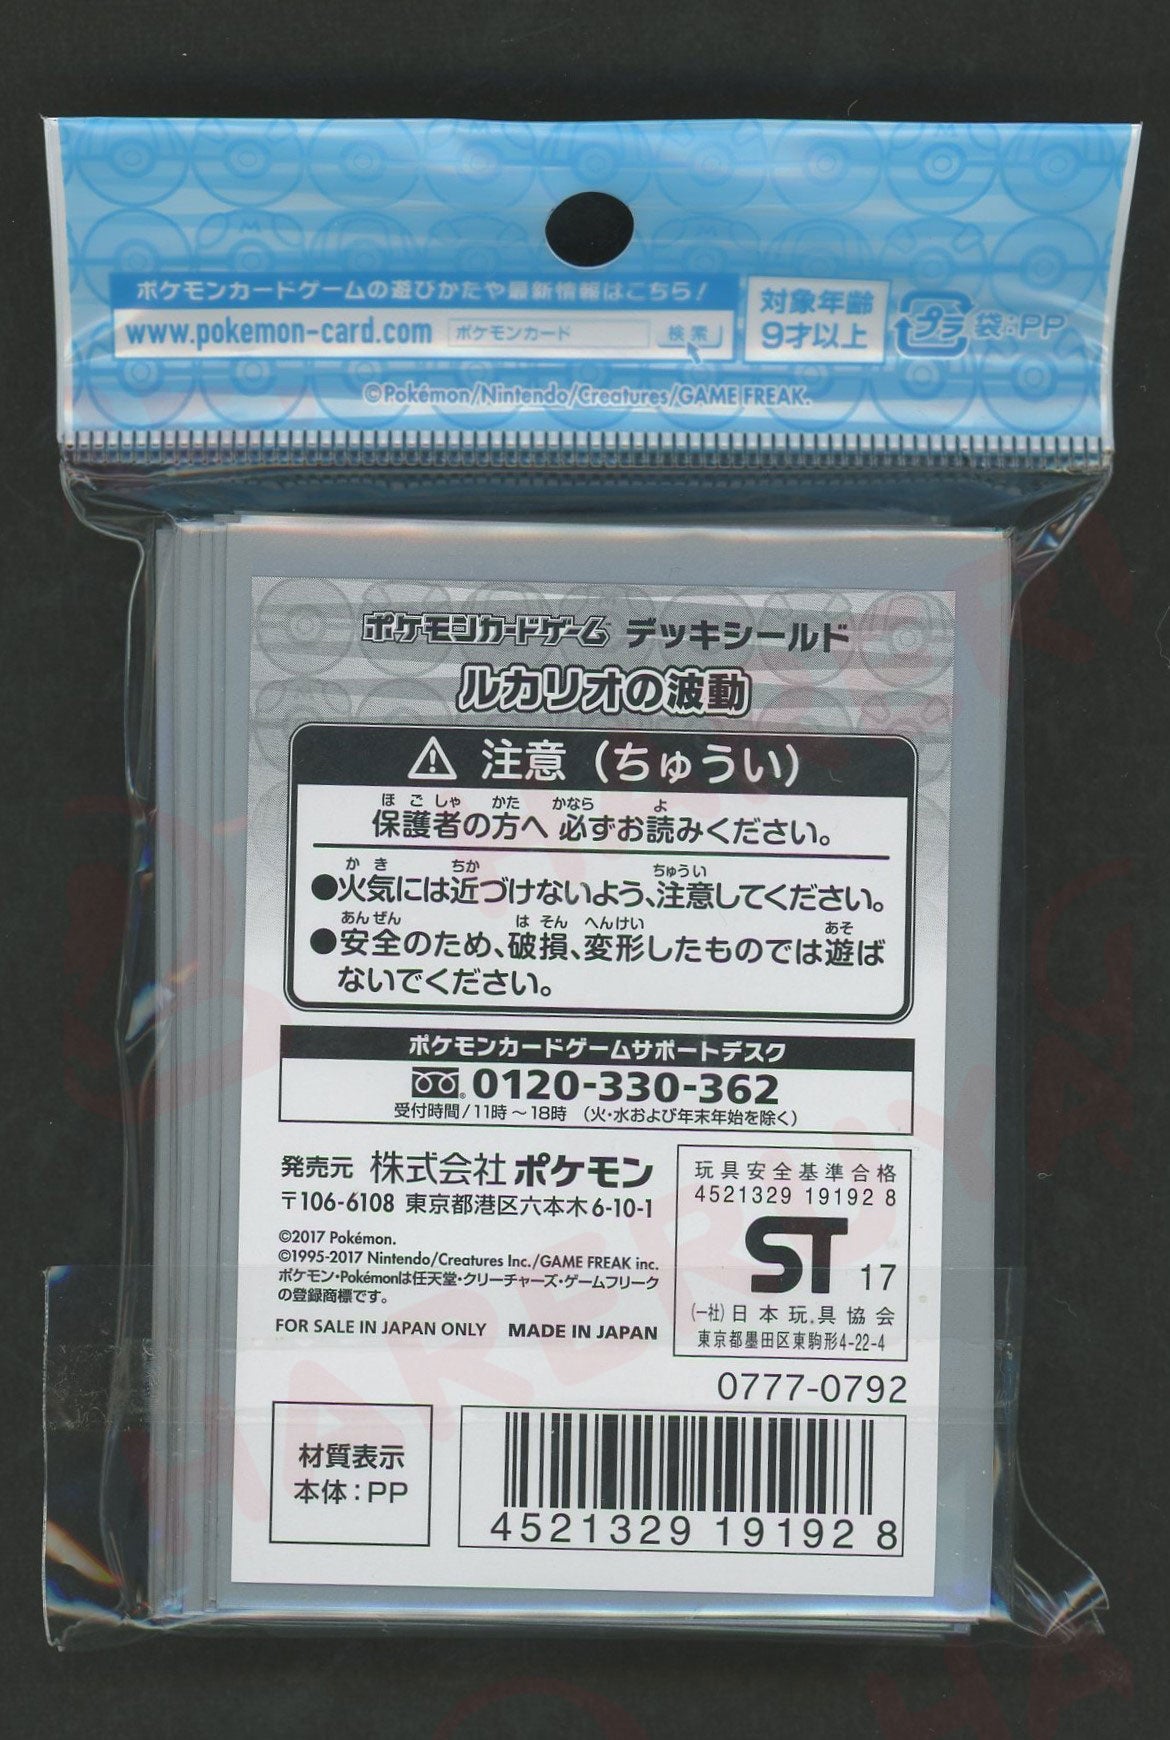 ポケモンカードゲームの遊びかたや最新情報はこちら!
www.pokemon-card.com ポケモンカード 検索
対象年齢
9才以上
プラ 袋:PP
©Pokémon/Nintendo/Creatures/GAME FREAK.
ポケモンカードゲーム デッキシールド
ルカリオの波動
⚠ 注意（ちゅうい）
ほごしゃ かた かなら よ
保護者の方へ 必ずお読みください。
かき ちか ちゅうい
●火気には近づけないよう、注意してください。
あんぜん はそん へんけい あそ
●安全のため、破損、変形したものでは遊ば
ないでください。
ポケモンカードゲームサポートデスク
0120-330-362
受付時間/11時～18時 （火・水および年末年始を除く）
発売元 株式会社 ポケモン
〒106-6108 東京都港区六本木6-10-1
©2017 Pokémon.
©1995-2017 Nintendo/Creatures Inc./GAME FREAK inc.
ポケモン・Pokémonは任天堂・クリーチャーズ・ゲームフリーク
の登録商標です。
FOR SALE IN JAPAN ONLY MADE IN JAPAN
玩具安全基準合格
4521329 19192 8
ST 17
(一社)日本玩具協会
東京都墨田区東駒形4-22-4
0777-0792
材質表示
本体:PP
4521329 19192 8
HARERUYA